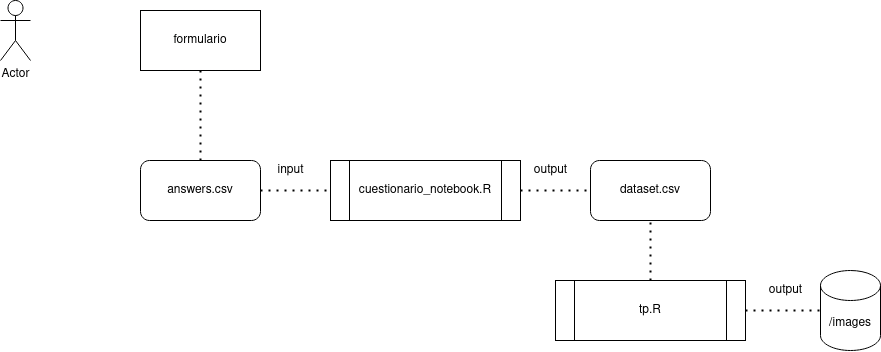 formulario
Actor
input
output
answers.csv
cuestionario_notebook.R
dataset.csv
output
tp.R
/images